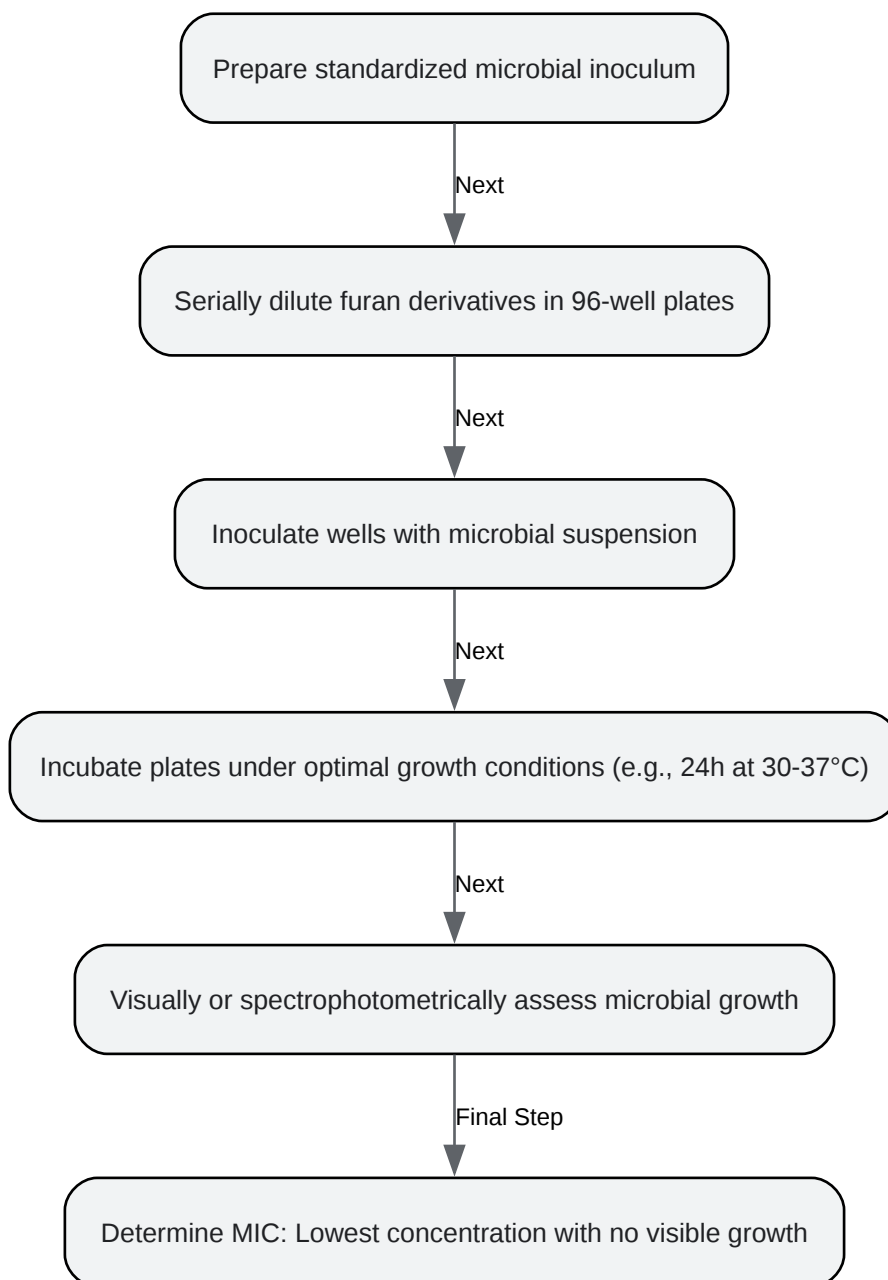 Prepare standardized microbial inoculum
Next
Serially dilute furan derivatives in 96-well plates
Next
Inoculate wells with microbial suspension
Next
Incubate plates under optimal growth conditions (e.g., 24h at 30-37°C)
Next
Visually or spectrophotometrically assess microbial growth
Final Step
Determine MIC: Lowest concentration with no visible growth